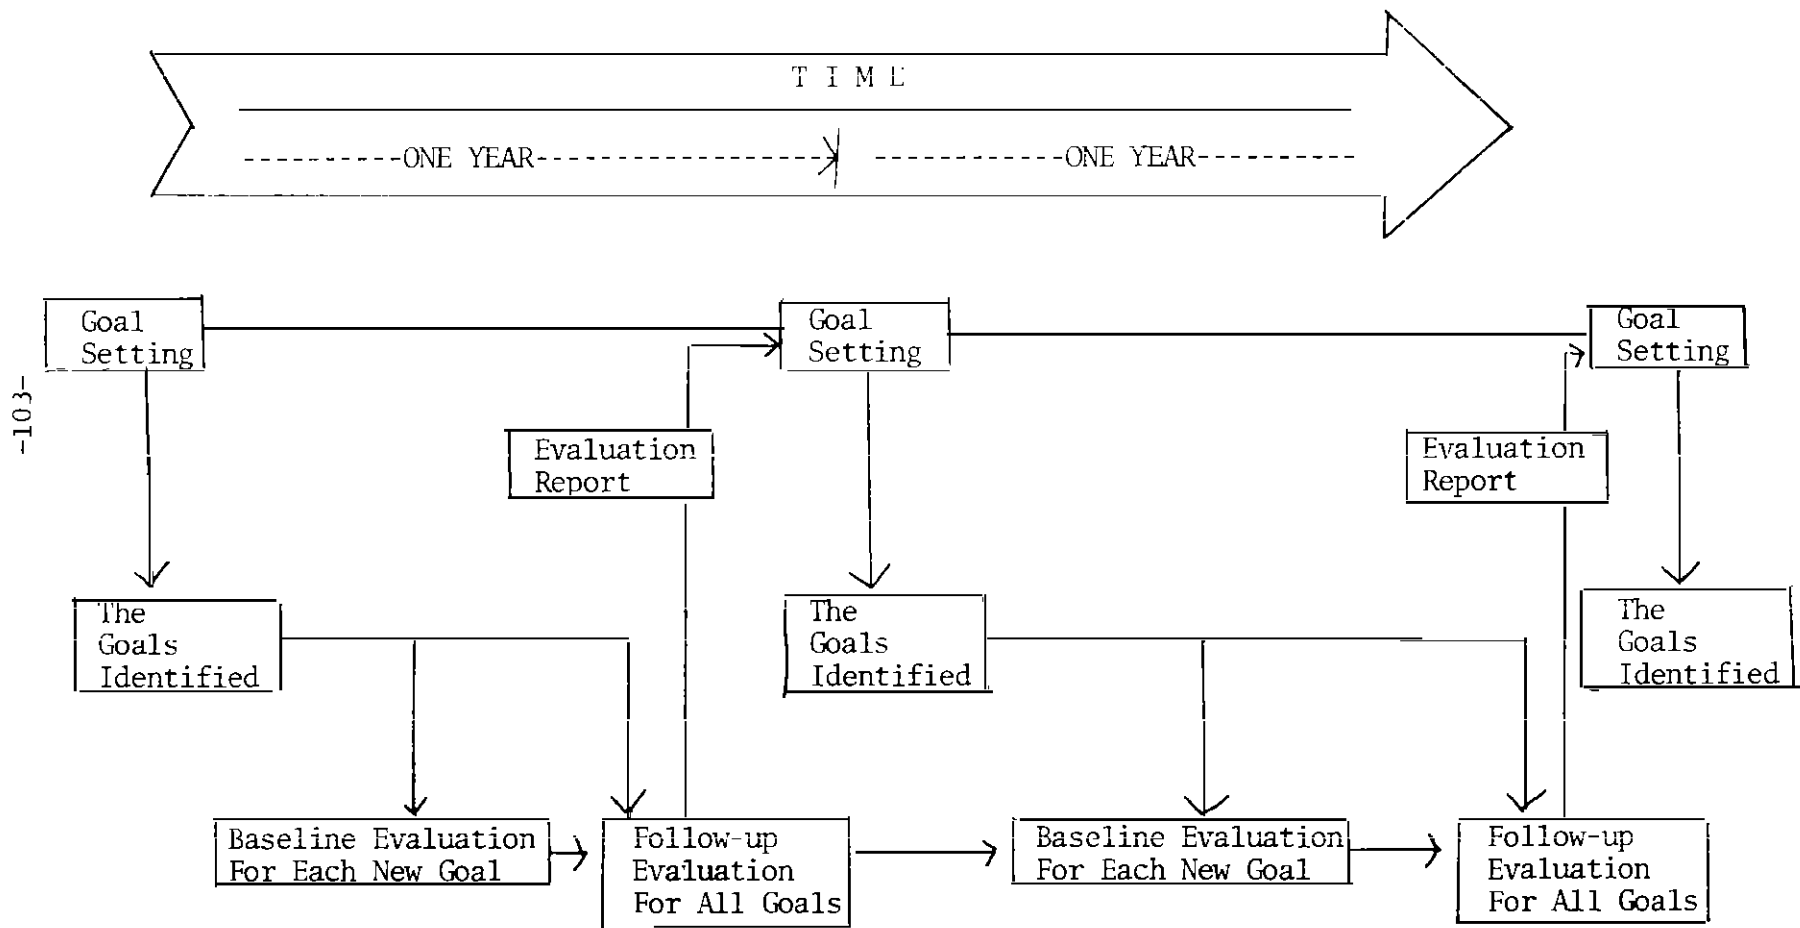 T I M E
ONE YEAR
ONE YEAR
-103-
Goal
Setting
Goal
Setting
Goal
Setting
Evaluation
Report
Evaluation
Report
The
Goals
Identified
The
Goals
Identified
The
Goals
Identified
Baseline Evaluation
For Each New Goal
Follow-up
Evaluation
For All Goals
Baseline Evaluation
For Each New Goal
Follow-up
Evaluation
For All Goals